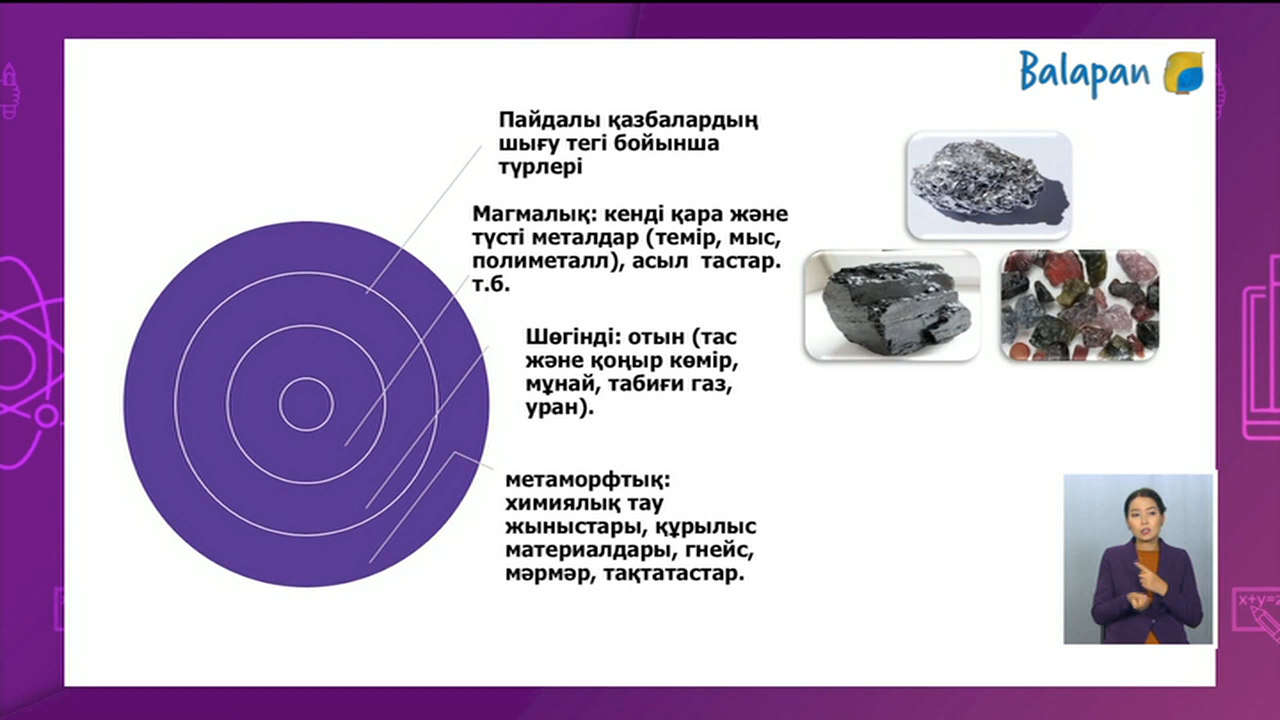 Balapan
Пайдалы қазбалардың
шығу тегі бойынша
түрлері
Магмалық: кенді қара және
түсті металдар (темір, мыс,
полиметалл), асыл  тастар.
т.б.
Шөгінді: отын (тас
және қоңыр көмір,
мұнай, табиғи газ,
уран).
метаморфтық:
химиялық тау
жыныстары, құрылыс
материалдары, гнейс,
мәрмәр, тақтатастар.